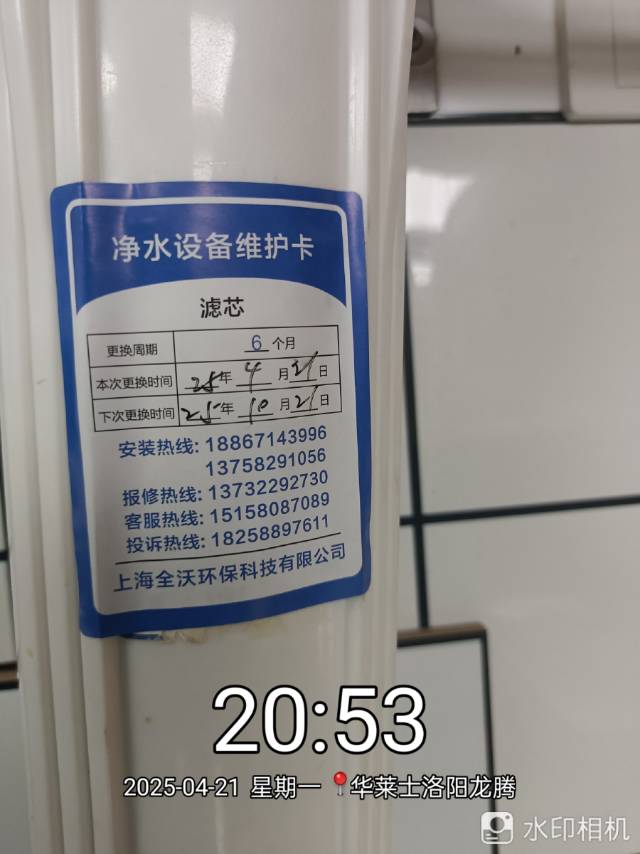 净水设备维护卡
滤芯
更换周期 6 个月
本次更换时间 25年 4 月 21 日
下次更换时间 25年 10 月 21 日
安装热线: 18867143996
13758291056
报修热线: 13732292730
客服热线: 15158087089
投诉热线: 18258897611
上海全沃环保科技有限公司
20:53
2025-04-21 星期一 📍华莱士洛阳龙腾
水印相机